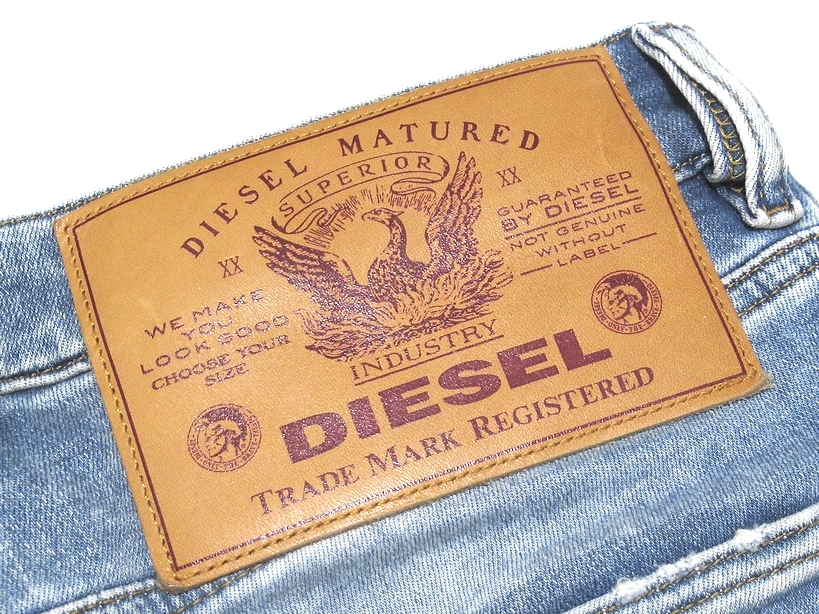 DIESEL MATURED
SUPERIOR
XX
XX
GUARANTEED
BY DIESEL
NOT GENUINE
WITHOUT
LABEL
WE MAKE
YOU
LOOK GOOD
CHOOSE YOUR
SIZE
INDUSTRY
DIESEL
TRADE MARK REGISTERED